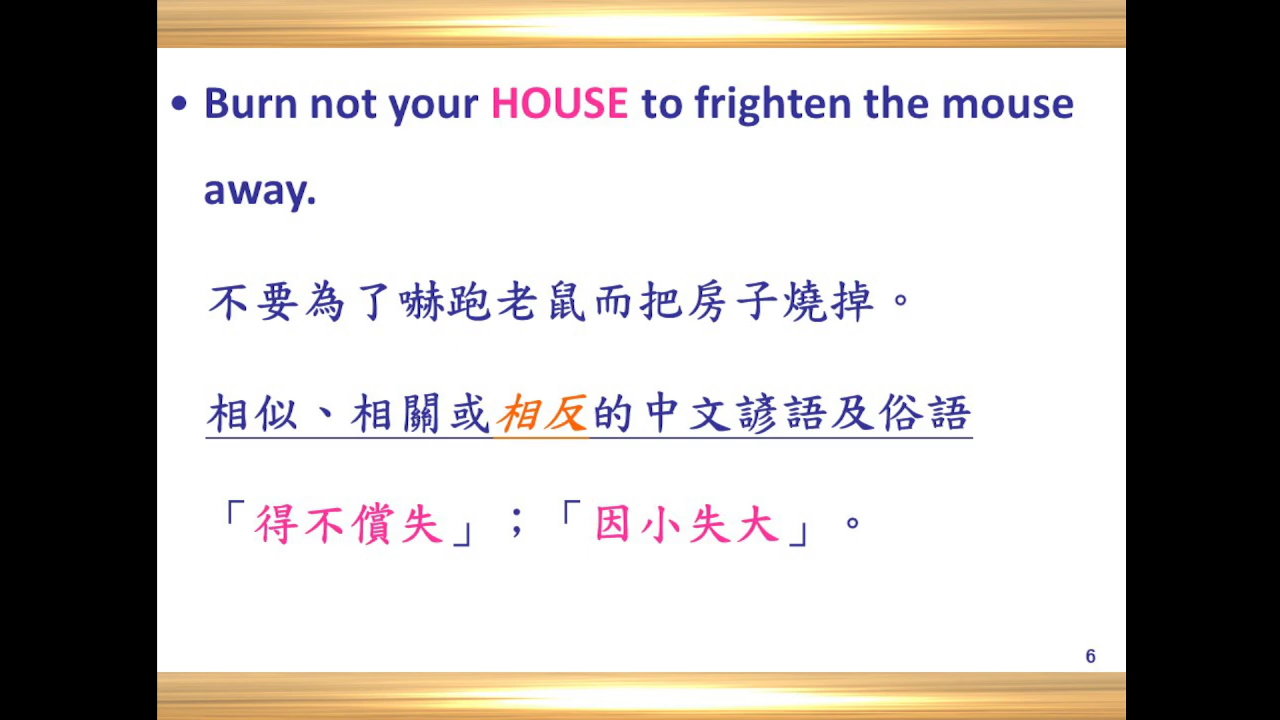 • Burn not your HOUSE to frighten the mouse
away.
不要為了嚇跑老鼠而把房子燒掉。
相似、相關或相反的中文諺語及俗語
「得不償失」；「因小失大」。
6